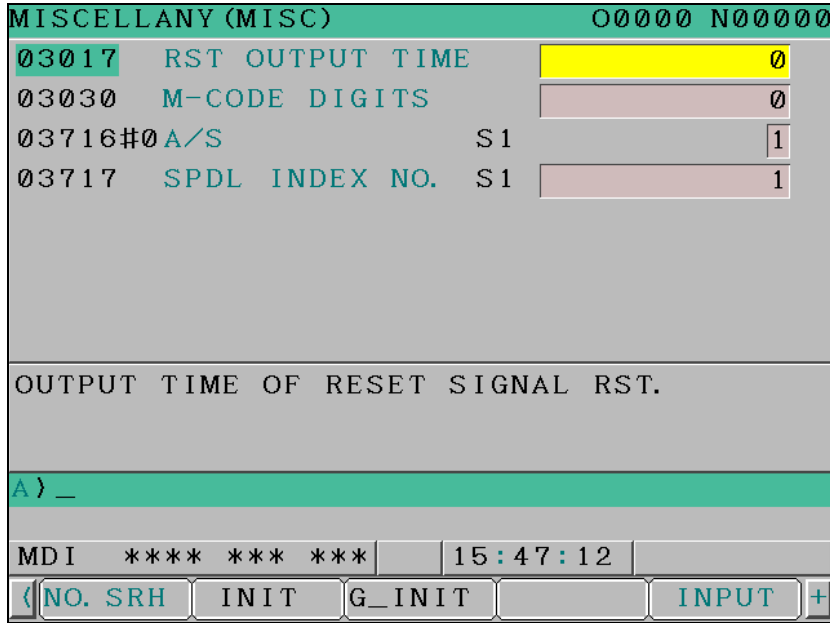 MISCELLANY(MISC) O0000 N00000
03017 RST OUTPUT TIME 0
03030 M-CODE DIGITS 0
03716#0 A/S S1 1
03717 SPDL INDEX NO. S1 1
OUTPUT TIME OF RESET SIGNAL RST.
A)_
MDI **** *** *** 15:47:12
( NO. SRH INIT G_INIT INPUT +